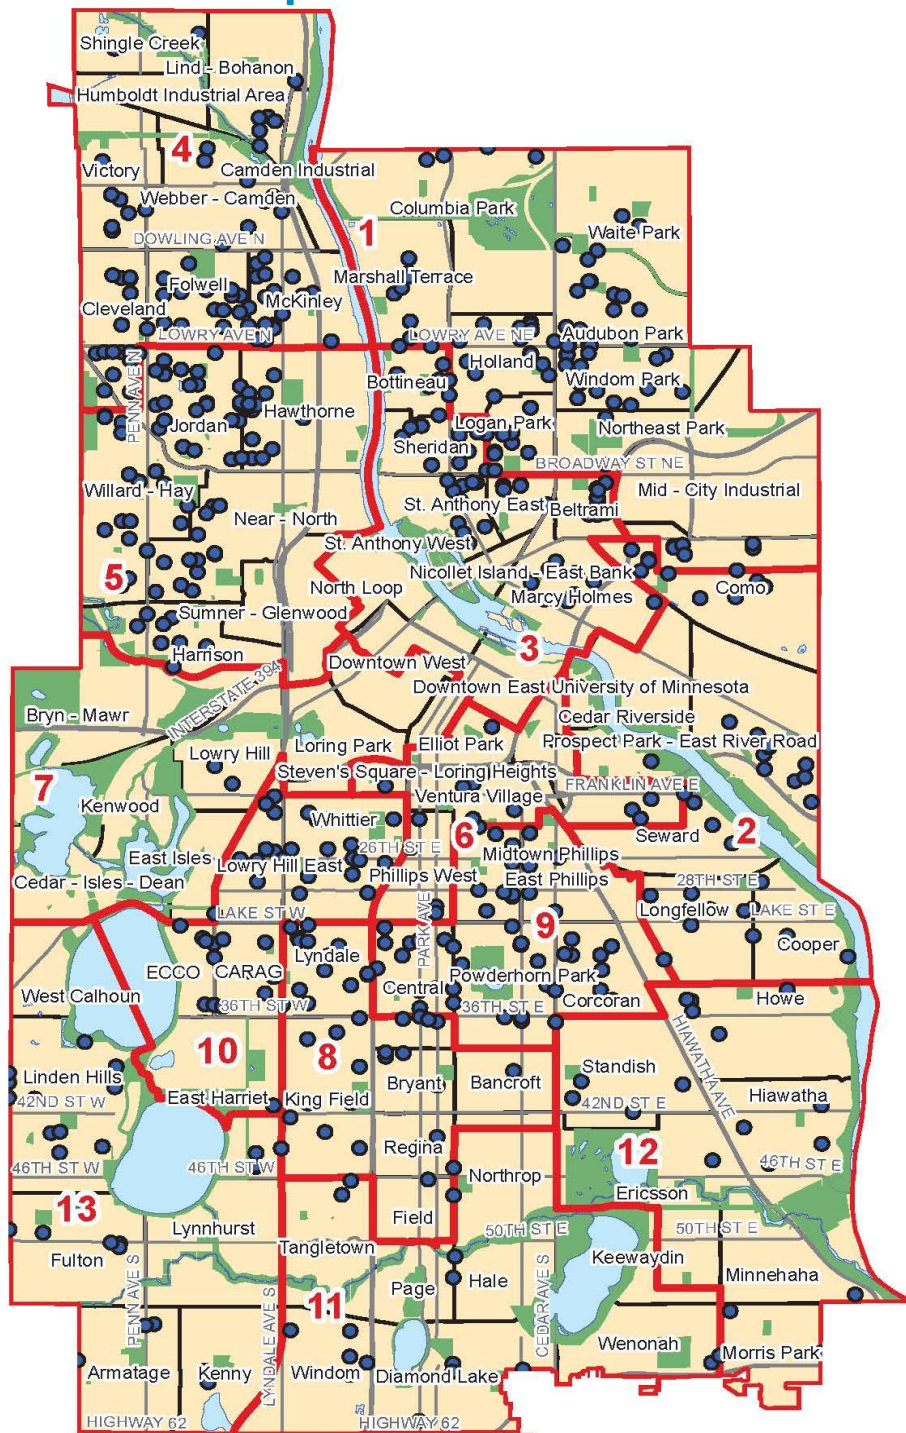 Shingle Creek
Lind - Bohanon
Humboldt Industrial Area
4
Victory
Camden Industrial
Webber - Camden
Columbia Park
1
Waite Park
DOWLING AVE N
Marshall Terrace
Folwell
Cleveland
McKinley
LOWRY AVE N
LOWRY AVE NE
Audubon Park
Holland
PENN AVE N
Bottineau
Windom Park
Hawthorne
Jordan
Logan Park
Northeast Park
Sheridan
BROADWAY ST NE
Willard - Hay
Mid - City Industrial
St. Anthony East
Beltrami
Near - North
St. Anthony West
5
Nicollet Island - East Bank
North Loop
Como
Marcy Holmes
Sumner - Glenwood
3
Harrison
Downtown West
INTERSTATE 394
Downtown East
University of Minnesota
Bryn - Mawr
Cedar Riverside
Lowry Hill
Loring Park
Elliot Park
Prospect Park - East River Road
Steven's Square - Loring Heights
7
Kenwood
Ventura Village
FRANKLIN AVE E
Whittier
6
Seward
2
26TH ST E
East Isles
Lowry Hill East
Midtown Phillips
Cedar - Isles - Dean
Phillips West
East Phillips
28TH ST E
LAKE ST W
PARK AVE
9
Longfellow
LAKE ST E
Cooper
Lyndale
ECCO
CARAG
Powderhorn Park
Central
West Calhoun
36TH ST W
36TH ST E
Corcoran
Howe
10
8
HIAWATHA AVE
Linden Hills
Bryant
Bancroft
Standish
42ND ST W
East Harriet
King Field
42ND ST E
Hiawatha
Regina
12
46TH ST W
46TH ST W
46TH ST E
Northrop
Ericsson
13
Field
Lynnhurst
50TH ST E
50TH ST E
Fulton
Tangletown
Keewaydin
PENN AVE S
Page
Hale
Minnehaha
LYNDALE AVE S
11
CEDAR AVE S
Wenonah
Morris Park
Armatage
Kenny
Windom
Diamond Lake
HIGHWAY 62
HIGHWAY 62